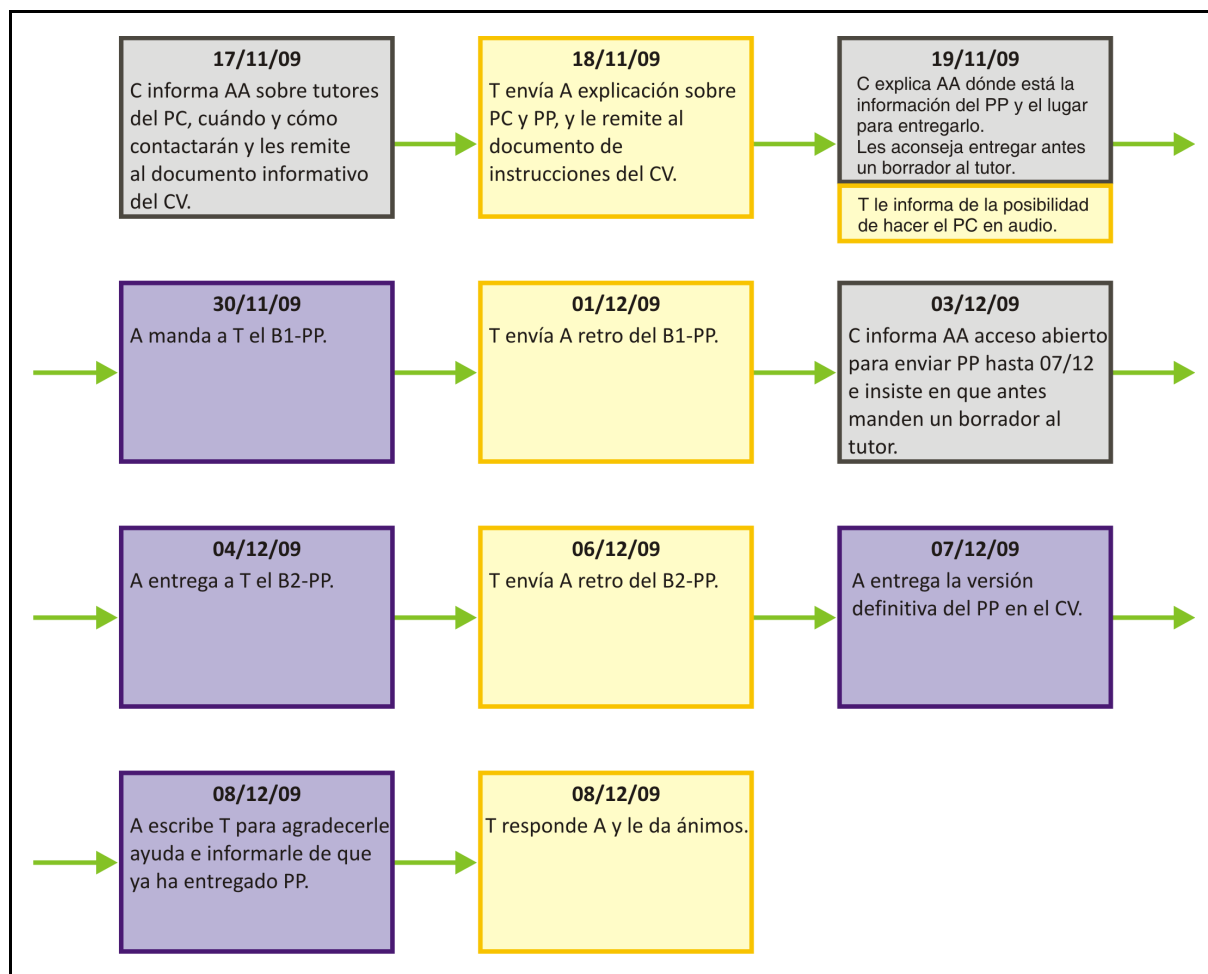 17/11/09
C informa AA sobre tutores
del PC, cuándo y cómo
contactarán y les remite
al documento informativo
del CV.
18/11/09
T envía A explicación sobre
PC y PP, y le remite al
documento de
instrucciones del CV.
19/11/09
C explica AA dónde está la
información del PP y el lugar
para entregarlo.
Les aconseja entregar antes
un borrador al tutor.
T le informa de la posibilidad
de hacer el PC en audio.
30/11/09
A manda a T el B1-PP.
01/12/09
T envía A retro del B1-PP.
03/12/09
C informa AA acceso abierto
para enviar PP hasta 07/12
e insiste en que antes
manden un borrador al
tutor.
04/12/09
A entrega a T el B2-PP.
06/12/09
T envía A retro del B2-PP.
07/12/09
A entrega la versión
definitiva del PP en el CV.
08/12/09
A escribe T para agradecerle
ayuda e informarle de que
ya ha entregado PP.
08/12/09
T responde A y le da ánimos.